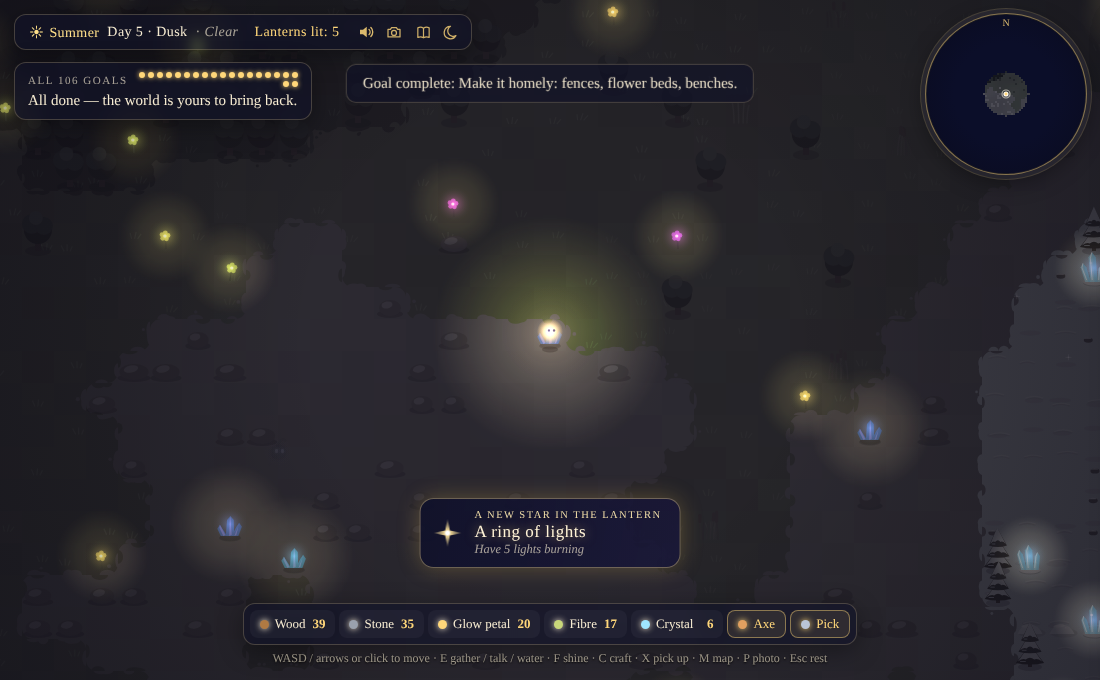 Summer Day 5 · Dusk · Clear Lanterns lit: 5
N
ALL 106 GOALS
All done — the world is yours to bring back.
Goal complete: Make it homely: fences, flower beds, benches.
A NEW STAR IN THE LANTERN
A ring of lights
Have 5 lights burning
Wood 39 Stone 35 Glow petal 20 Fibre 17 Crystal 6 Axe Pick
WASD / arrows or click to move · E gather / talk / water · F shine · C craft · X pick up · M map · P photo · Esc rest